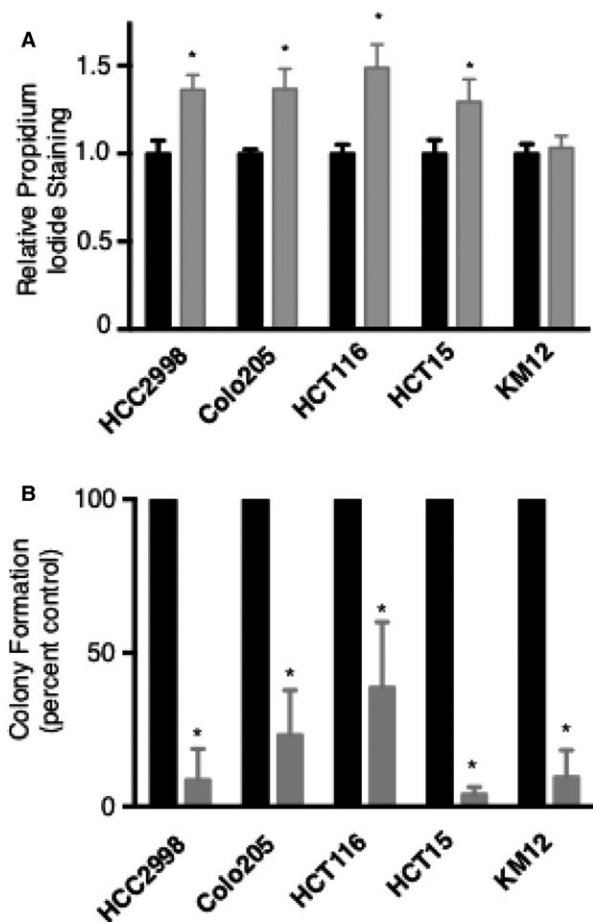 A
Relative Propidium
Iodide Staining
1.5
1.0
0.5
0
* * * *
HCC2998 Colo205 HCT116 HCT15 KM12
B
Colony Formation
(percent control)
100
50
0
* * * * *
HCC2998 Colo205 HCT116 HCT15 KM12